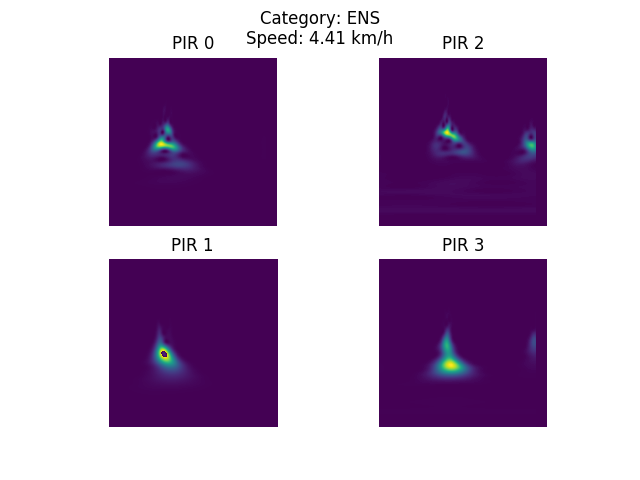 Category: ENS
Speed: 4.41 km/h
PIR 0
PIR 2
PIR 1
PIR 3